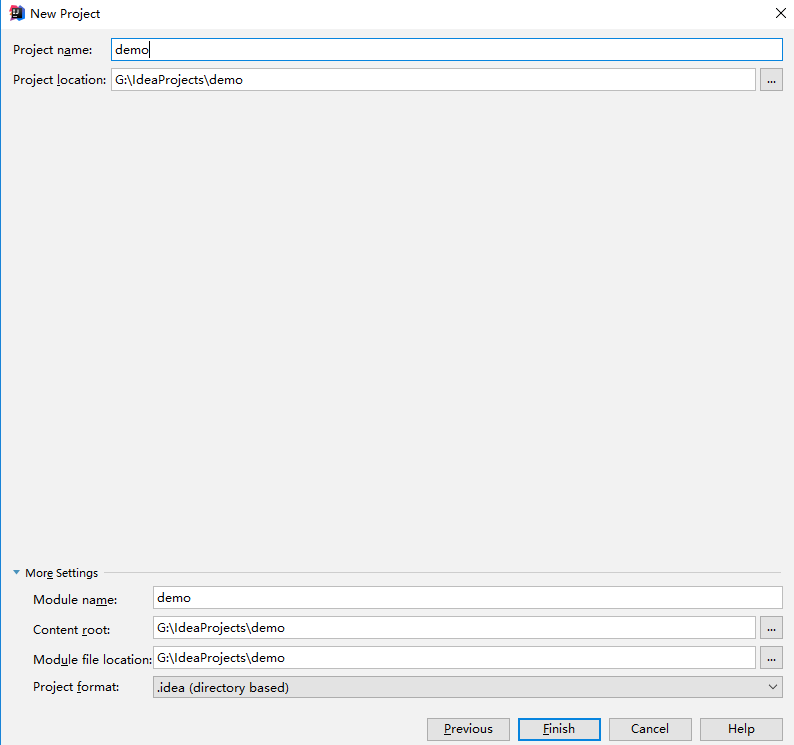 New Project
Project name: demo
Project location: G:\IdeaProjects\demo ...
More Settings
Module name: demo
Content root: G:\IdeaProjects\demo ...
Module file location: G:\IdeaProjects\demo ...
Project format: .idea (directory based)
Previous Finish Cancel Help